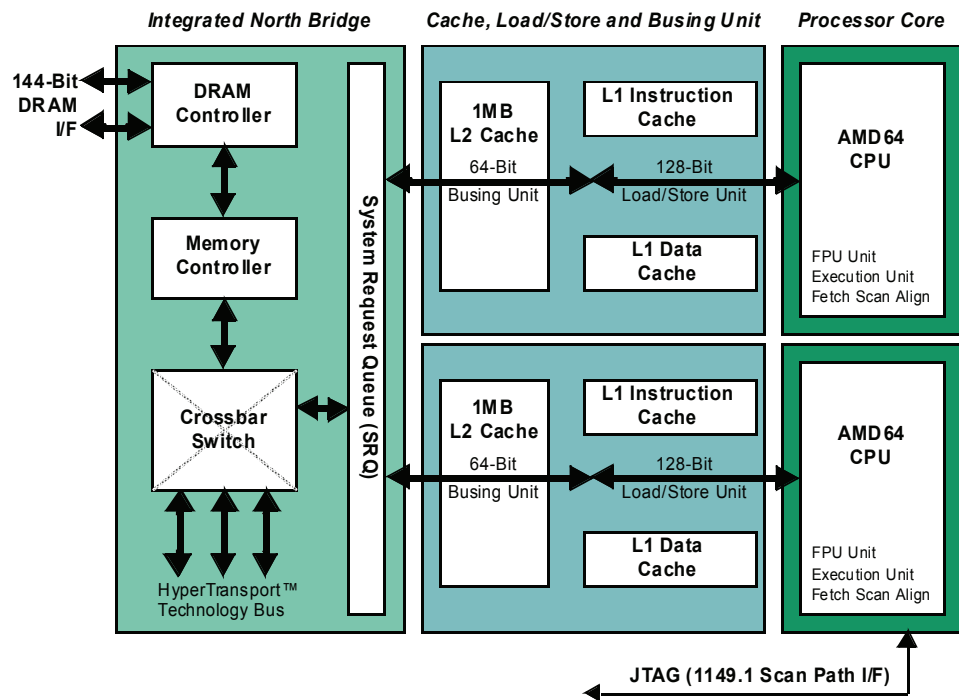 Integrated North Bridge
Cache, Load/Store and Busing Unit
Processor Core
144-Bit
DRAM
I/F
DRAM
Controller
Memory
Controller
Crossbar
Switch
HyperTransport™
Technology Bus
System Request Queue (SRQ)
1MB
L2 Cache
64-Bit
Busing Unit
L1 Instruction
Cache
128-Bit
Load/Store Unit
L1 Data
Cache
AMD64
CPU
FPU Unit
Execution Unit
Fetch Scan Align
1MB
L2 Cache
64-Bit
Busing Unit
L1 Instruction
Cache
128-Bit
Load/Store Unit
L1 Data
Cache
AMD64
CPU
FPU Unit
Execution Unit
Fetch Scan Align
JTAG (1149.1 Scan Path I/F)